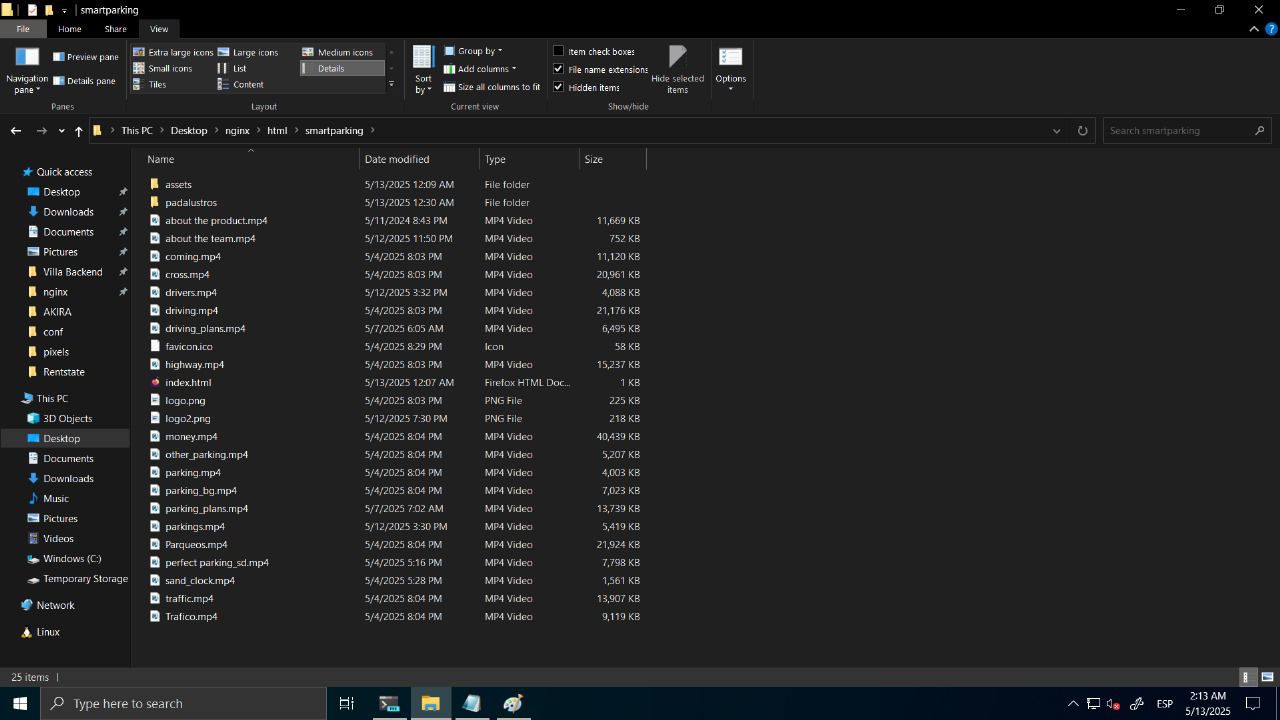 smartparking
File Home Share View
Navigation pane
Preview pane
Details pane
Panes
Extra large icons Large icons Medium icons
Small icons List Details
Tiles Content
Layout
Sort by
Group by
Add columns
Size all columns to fit
Current view
Item check boxes
File name extensions
Hidden items
Hide selected items
Show/hide
Options
This PC Desktop nginx html smartparking
Search smartparking
Quick access
Desktop
Downloads
Documents
Pictures
Villa Backend
nginx
AKIRA
conf
pixels
Rentstate
This PC
3D Objects
Desktop
Documents
Downloads
Music
Pictures
Videos
Windows (C:)
Temporary Storage
Network
Linux
Name Date modified Type Size
assets 5/13/2025 12:09 AM File folder
padalustros 5/13/2025 12:30 AM File folder
about the product.mp4 5/11/2024 8:43 PM MP4 Video 11,669 KB
about the team.mp4 5/12/2025 11:50 PM MP4 Video 752 KB
coming.mp4 5/4/2025 8:03 PM MP4 Video 11,120 KB
cross.mp4 5/4/2025 8:03 PM MP4 Video 20,961 KB
drivers.mp4 5/12/2025 3:32 PM MP4 Video 4,088 KB
driving.mp4 5/4/2025 8:03 PM MP4 Video 21,176 KB
driving_plans.mp4 5/7/2025 6:05 AM MP4 Video 6,495 KB
favicon.ico 5/4/2025 8:29 PM Icon 58 KB
highway.mp4 5/4/2025 8:03 PM MP4 Video 15,237 KB
index.html 5/13/2025 12:07 AM Firefox HTML Doc... 1 KB
logo.png 5/4/2025 8:03 PM PNG File 225 KB
logo2.png 5/12/2025 7:30 PM PNG File 218 KB
money.mp4 5/4/2025 8:04 PM MP4 Video 40,439 KB
other_parking.mp4 5/4/2025 8:04 PM MP4 Video 5,207 KB
parking.mp4 5/4/2025 8:04 PM MP4 Video 4,003 KB
parking_bg.mp4 5/4/2025 8:04 PM MP4 Video 7,023 KB
parking_plans.mp4 5/7/2025 7:02 AM MP4 Video 13,739 KB
parkings.mp4 5/12/2025 3:30 PM MP4 Video 5,419 KB
Parqueos.mp4 5/4/2025 8:04 PM MP4 Video 21,924 KB
perfect parking_sd.mp4 5/4/2025 5:16 PM MP4 Video 7,798 KB
sand_clock.mp4 5/4/2025 5:28 PM MP4 Video 1,561 KB
traffic.mp4 5/4/2025 8:04 PM MP4 Video 13,907 KB
Trafico.mp4 5/4/2025 8:04 PM MP4 Video 9,119 KB
25 items
Type here to search
ESP
2:13 AM
5/13/2025